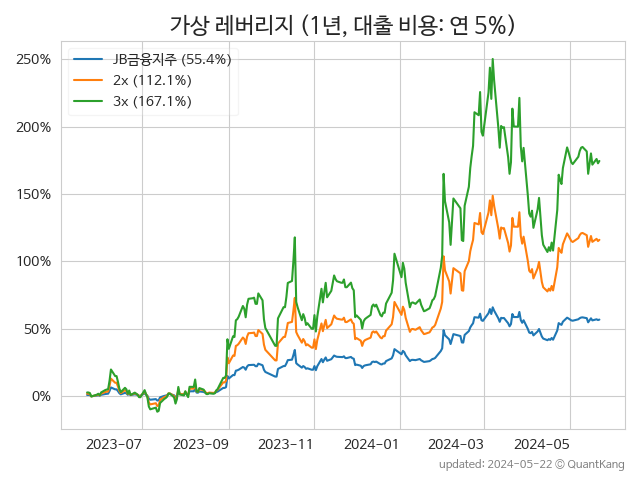 가상 레버리지 (1년, 대출 비용: 연 5%)
JB금융지주 (55.4%)
2x (112.1%)
3x (167.1%)
250%
200%
150%
100%
50%
0%
2023-07
2023-09
2023-11
2024-01
2024-03
2024-05
updated: 2024-05-22 © QuantKang